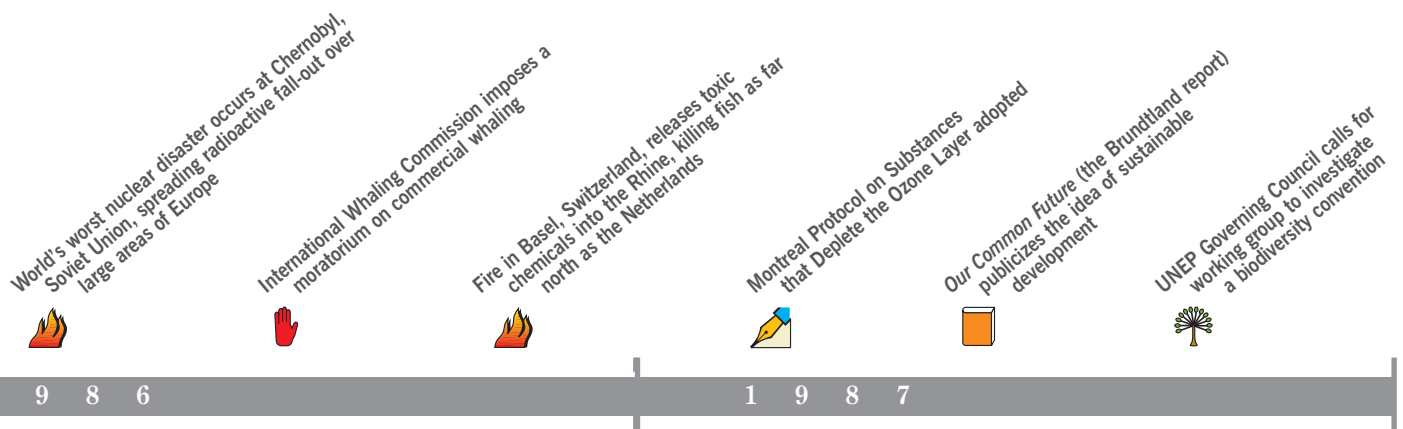 World's worst nuclear disaster occurs at Chernobyl,
Soviet Union, spreading radioactive fall-out over
large areas of Europe
International Whaling Commission imposes a
moratorium on commercial whaling
Fire in Basel, Switzerland, releases toxic
chemicals into the Rhine, killing fish as far
north as the Netherlands
Montreal Protocol on Substances
that Deplete the Ozone Layer adopted
Our Common Future (the Brundtland report)
publicizes the idea of sustainable
development
UNEP Governing Council calls for
working group to investigate
a biodiversity convention
9 8 6
1 9 8 7